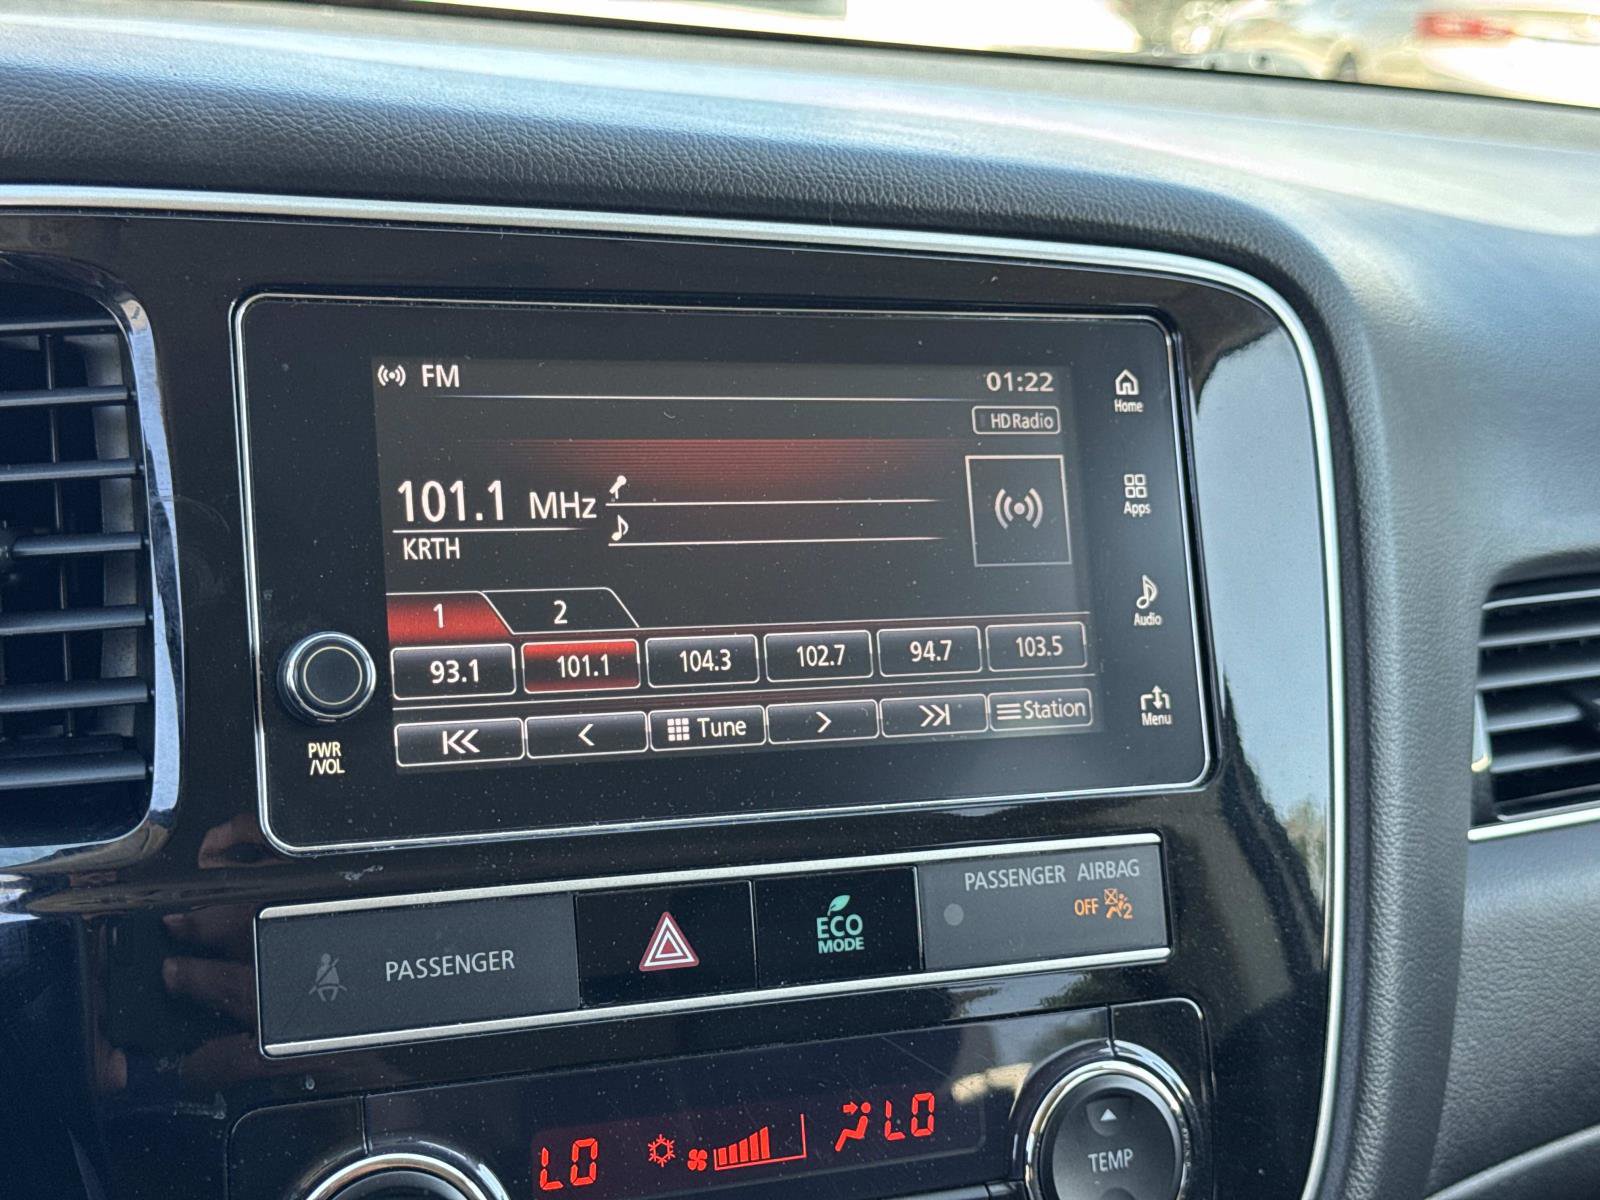 FM
01:22
HD Radio
Home
101.1 MHz
Apps
KRTH
Audio
1 2
93.1 101.1 104.3 102.7 94.7 103.5
Tune Station
Menu
PWR
/VOL
PASSENGER AIRBAG
OFF 2
PASSENGER
ECO
MODE
LO LO
TEMP